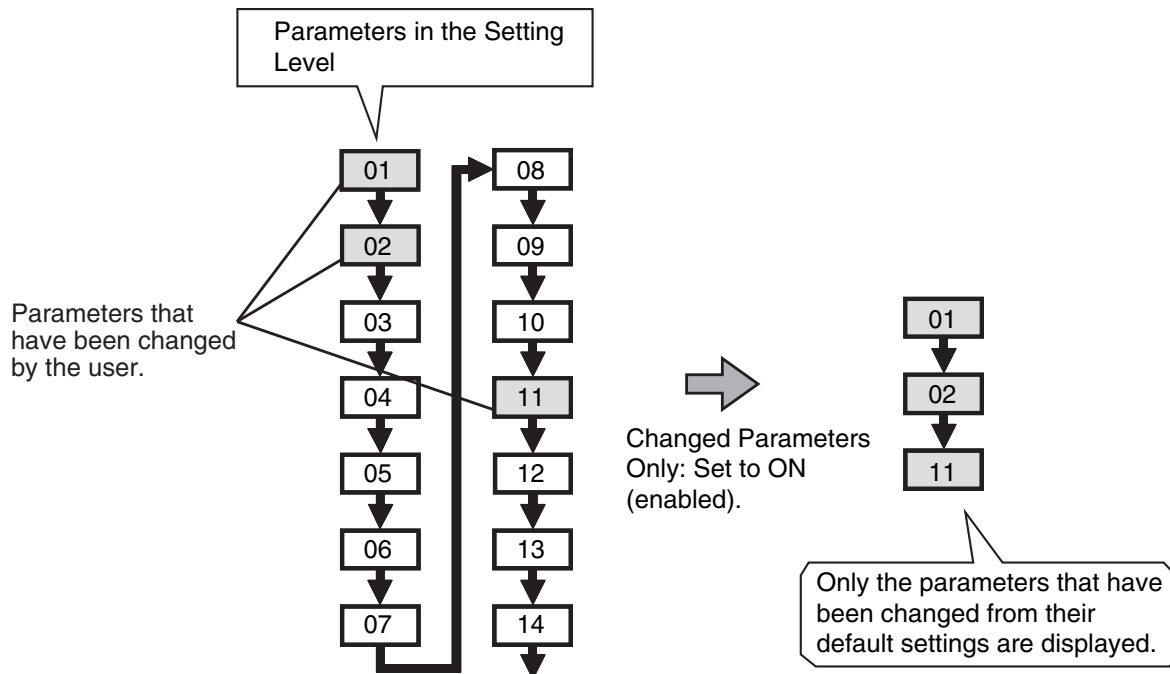 Parameters in the Setting
Level
01
02
03
04
05
06
07
08
09
10
11
12
13
14
Parameters that
have been changed
by the user.
Changed Parameters
Only: Set to ON
(enabled).
01
02
11
Only the parameters that have
been changed from their
default settings are displayed.